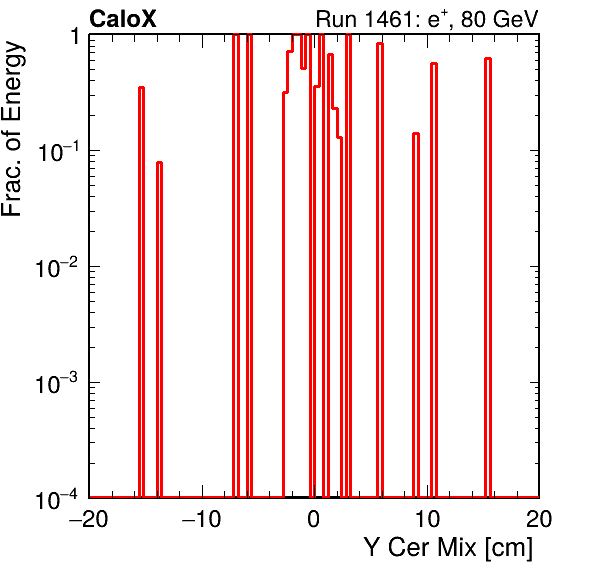 CaloX Run 1461: e⁺, 80 GeV
Frac. of Energy
1
10⁻¹
10⁻²
10⁻³
10⁻⁴
−20 −10 0 10 20
Y Cer Mix [cm]